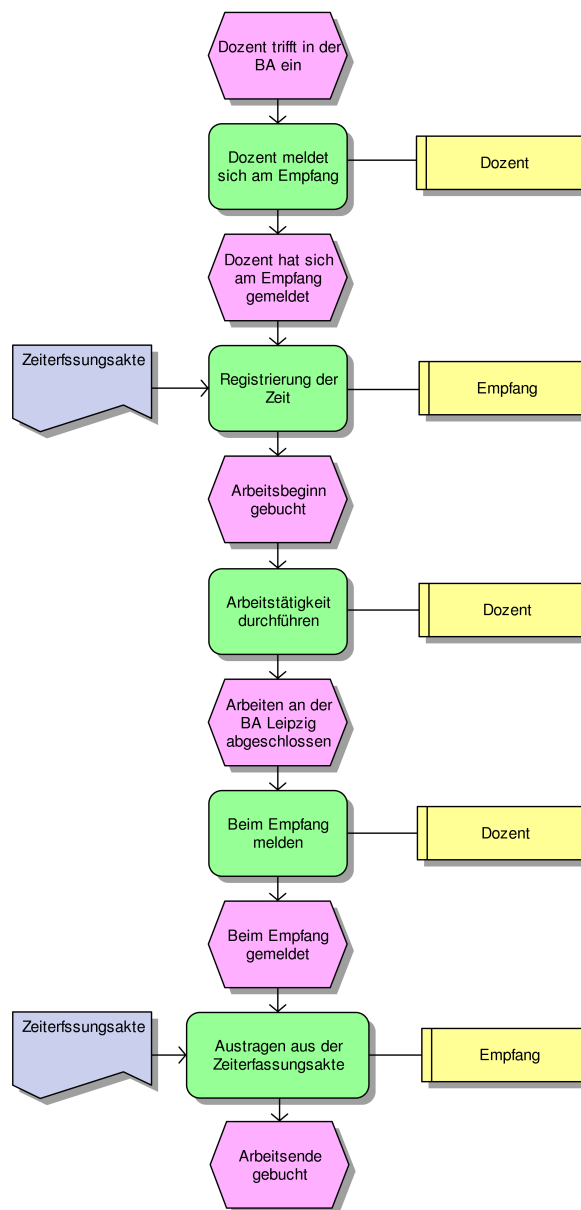 Dozent trifft in der
BA ein
Dozent meldet
sich am Empfang
Dozent
Dozent hat sich
am Empfang
gemeldet
Zeiterfssungsakte
Registrierung der
Zeit
Empfang
Arbeitsbeginn
gebucht
Arbeitstätigkeit
durchführen
Dozent
Arbeiten an der
BA Leipzig
abgeschlossen
Beim Empfang
melden
Dozent
Beim Empfang
gemeldet
Zeiterfssungsakte
Austragen aus der
Zeiterfassungsakte
Empfang
Arbeitsende
gebucht